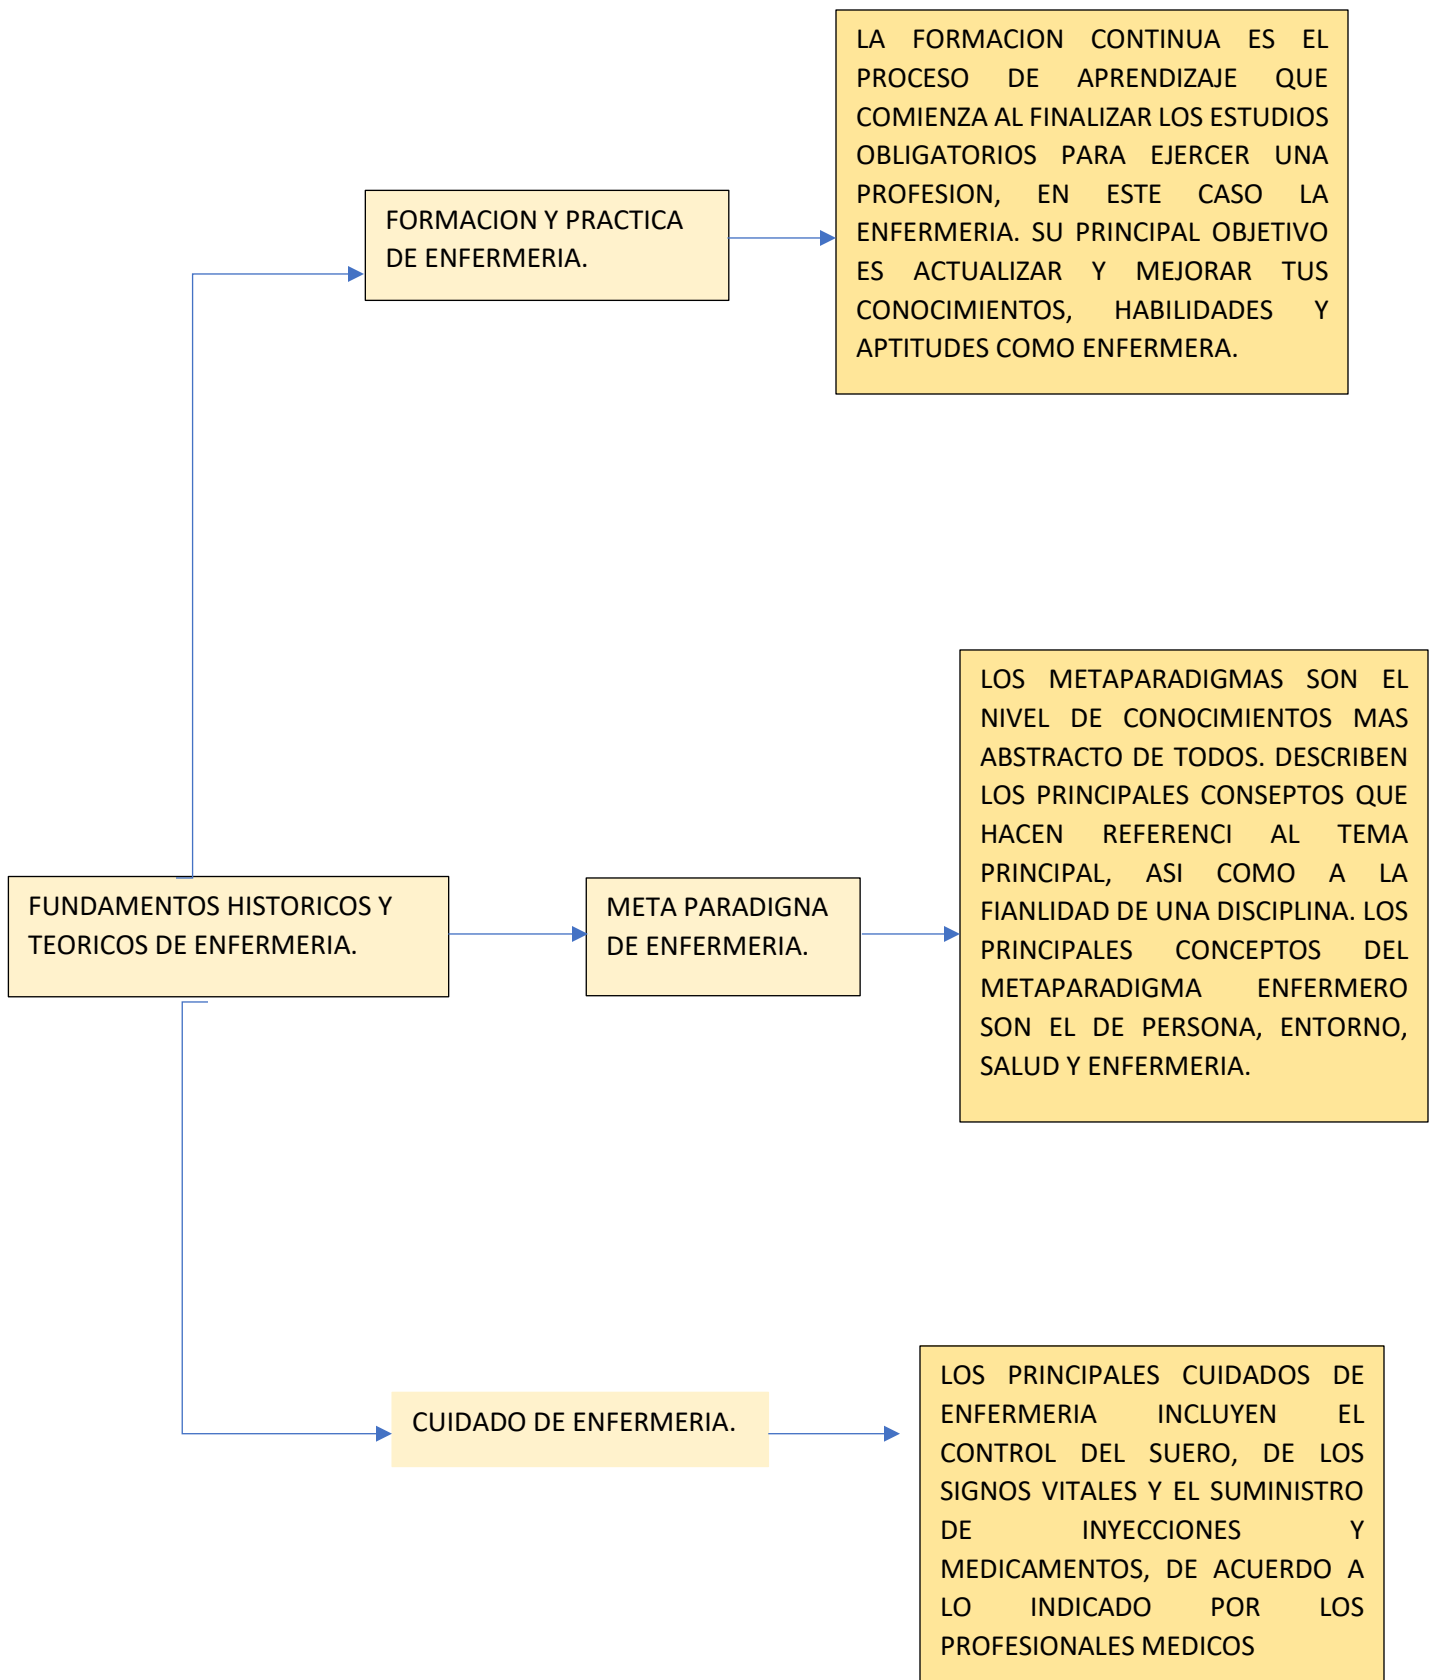 LA FORMACION CONTINUA ES EL
PROCESO DE APRENDIZAJE QUE
COMIENZA AL FINALIZAR LOS ESTUDIOS
OBLIGATORIOS PARA EJERCER UNA
PROFESION, EN ESTE CASO LA
ENFERMERIA. SU PRINCIPAL OBJETIVO
ES ACTUALIZAR Y MEJORAR TUS
CONOCIMIENTOS, HABILIDADES Y
APTITUDES COMO ENFERMERA.
FORMACION Y PRACTICA
DE ENFERMERIA.
LOS METAPARADIGMAS SON EL
NIVEL DE CONOCIMIENTOS MAS
ABSTRACTO DE TODOS. DESCRIBEN
LOS PRINCIPALES CONSEPTOS QUE
HACEN REFERENCI AL TEMA
PRINCIPAL, ASI COMO A LA
FIANLIDAD DE UNA DISCIPLINA. LOS
PRINCIPALES CONCEPTOS DEL
METAPARADIGMA ENFERMERO
SON EL DE PERSONA, ENTORNO,
SALUD Y ENFERMERIA.
FUNDAMENTOS HISTORICOS Y
TEORICOS DE ENFERMERIA.
META PARADIGNA
DE ENFERMERIA.
LOS PRINCIPALES CUIDADOS DE
ENFERMERIA INCLUYEN EL
CONTROL DEL SUERO, DE LOS
SIGNOS VITALES Y EL SUMINISTRO
DE INYECCIONES Y
MEDICAMENTOS, DE ACUERDO A
LO INDICADO POR LOS
PROFESIONALES MEDICOS
CUIDADO DE ENFERMERIA.